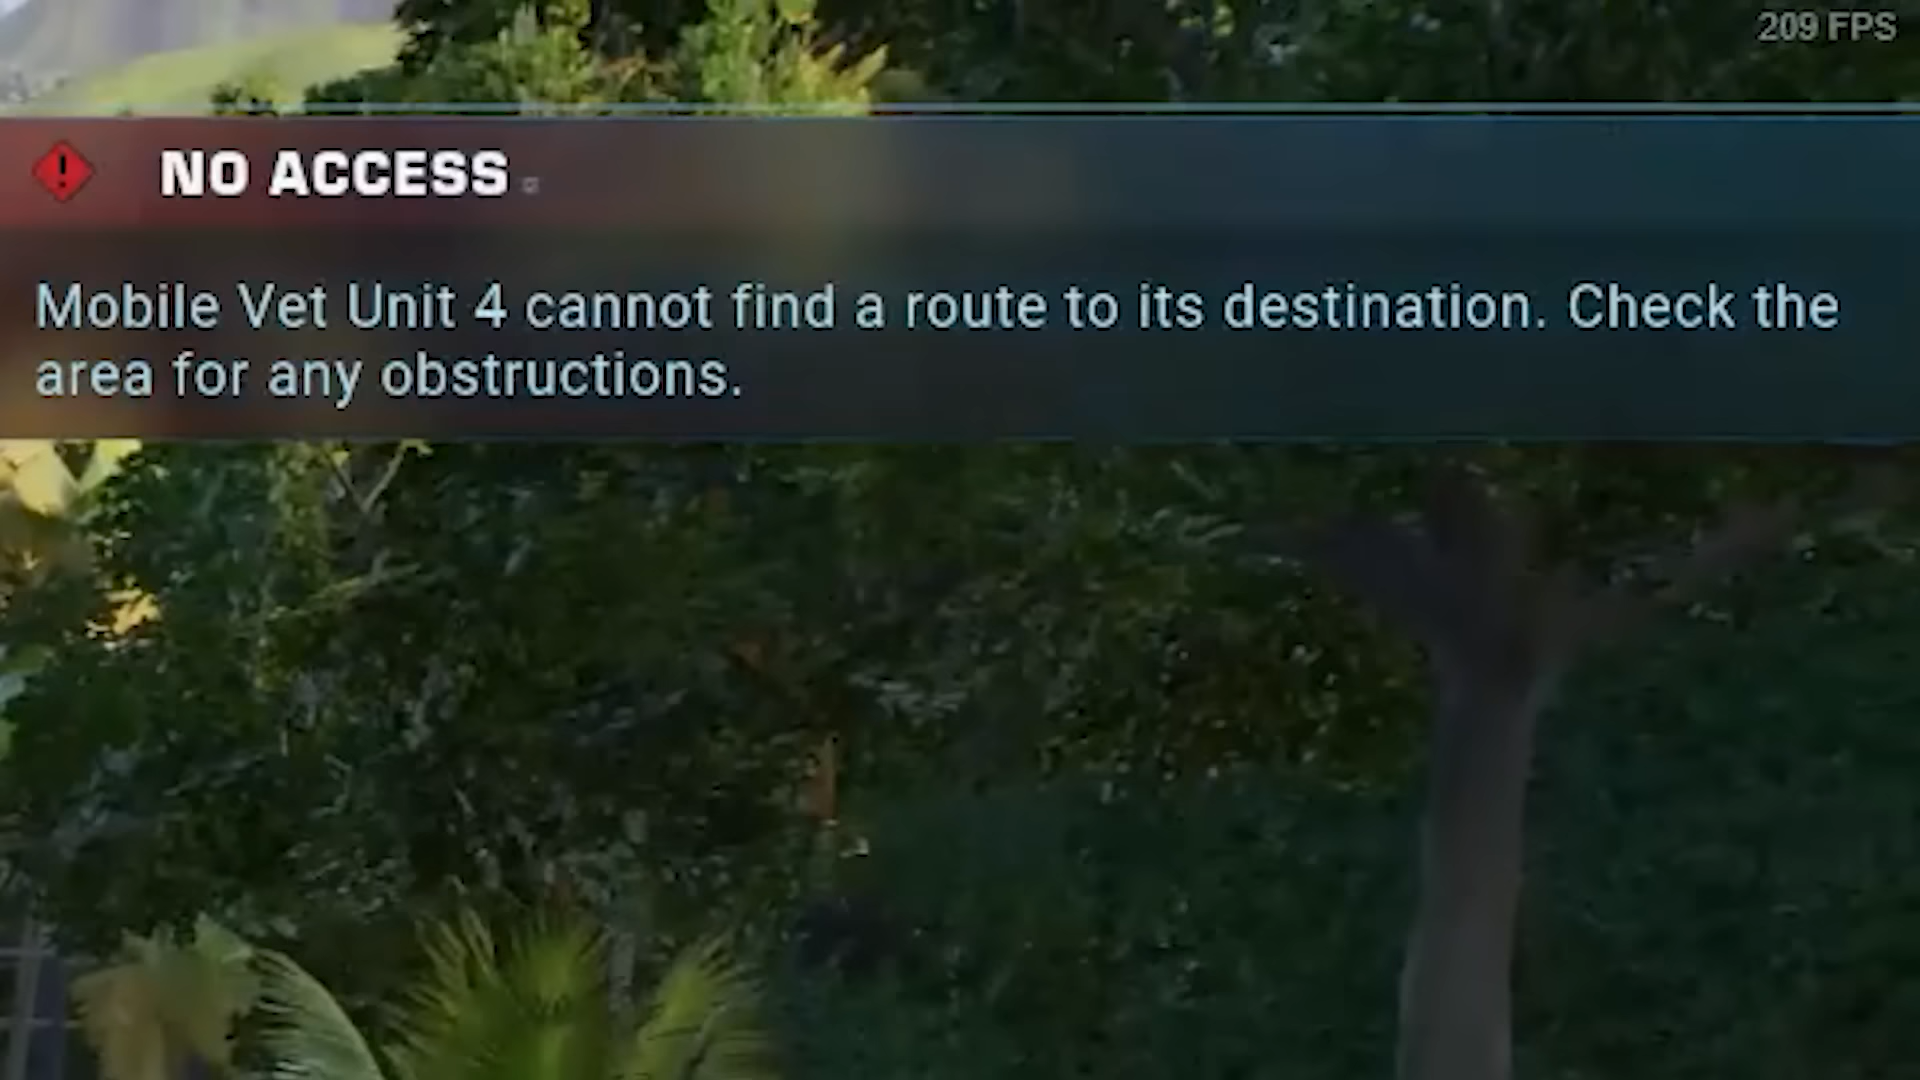 209 FPS
NO ACCESS
Mobile Vet Unit 4 cannot find a route to its destination. Check the
area for any obstructions.